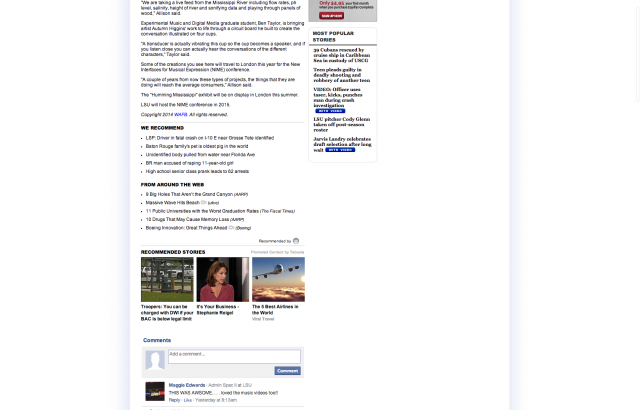 "We are taking a live feed from the Mississippi River including flow rates, ph
level, salinity, height of river and sonifying data and playing through panels of
wood," Allison said.
Experimental Music and Digital Media graduate student, Ben Taylor, is bringing
artist Autumn Higgins' work to life through a circuit board he built to create the
conversation illustrated on four cups.
"A transducer is actually vibrating this cup so the cup becomes a speaker, and if
you listen close you can actually hear the conversations of the different
characters," Taylor said.
Some of the creations you see here will travel to London this year for the New
Interfaces for Musical Expression (NIME) conference.
"A couple of years from now these types of projects, the things that they are
doing will reach the average consumers," Allison said.
The "Humming Mississippi" exhibit will be on display in London this summer.
LSU will host the NIME conference in 2015.
Copyright 2014 WAFB. All rights reserved.
WE RECOMMEND
LSP: Driver in fatal crash on I-10 E near Grosse Tete identified
Baton Rouge family's pet is oldest pig in the world
Unidentified body pulled from water near Florida Ave
BR man accused of raping 11-year-old girl
High school senior class prank leads to 62 arrests
FROM AROUND THE WEB
9 Big Holes That Aren't the Grand Canyon (AARP)
Massive Wave Hits Beach
11 Public Universities with the Worst Graduation Rates (The Fiscal Times)
10 Drugs That May Cause Memory Loss (AARP)
Boeing Innovation: Great Things Ahead (Boeing)
Recommended by
RECOMMENDED STORIES
Promoted Content by Taboola
Troopers: You can be
charged with DWI if your
BAC is below legal limit
It's Your Business -
Stephanie Reigel
The 5 Best Airlines in
the World
Viral Travel
Comments
Add a comment...
Comment
Maggie Edwards · Admin Spec II at LSU
THIS WAS AWSOME. . . loved the music videos too!!
Reply · Like · Yesterday at 8:13am
Only $4.95 for your first month
SIGN UP NOW
MOST POPULAR
STORIES
39 Cubans rescued by
cruise ship in Caribbean
Sea in custody of USCG
Teen pleads guilty in
deadly shooting and
robbery of another teen
VIDEO: Officer uses
taser, kicks, punches
man during crash
investigation
WITH VIDEO
LSU pitcher Cody Glenn
taken off post-season
roster
Jarvis Landry celebrates
draft selection after long
wait WITH VIDEO